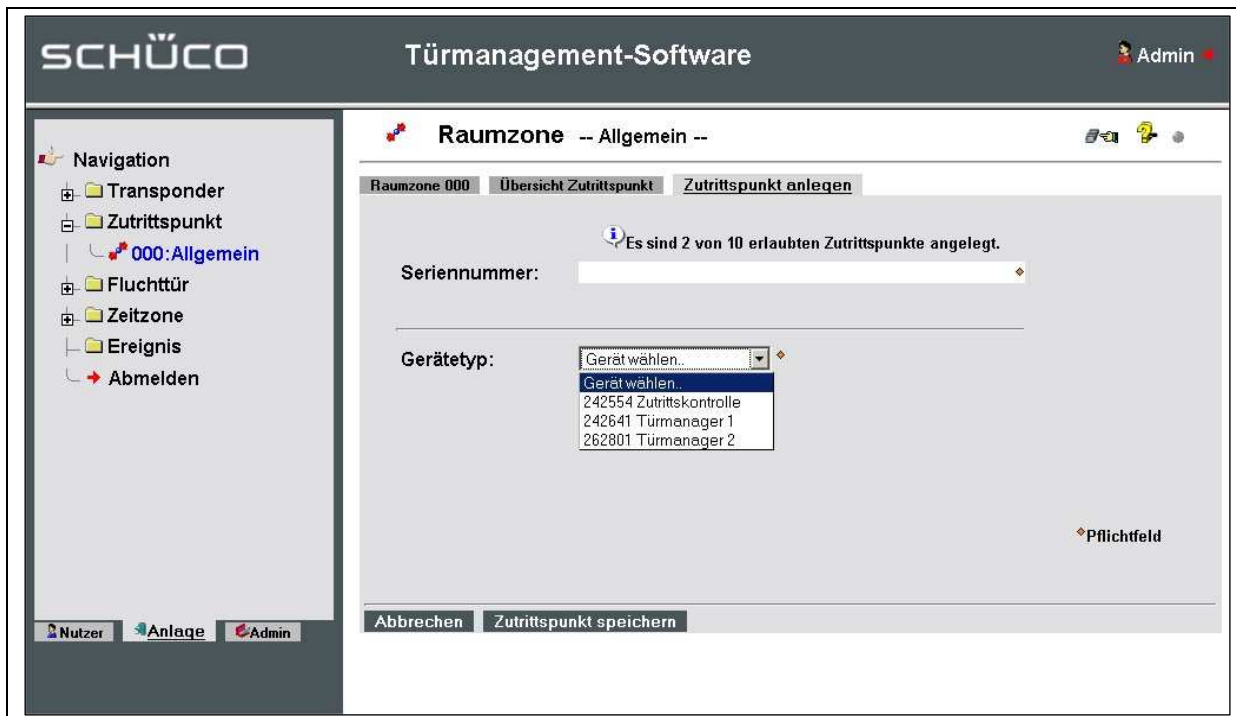 SCHÜCO
Türmanagement-Software
Admin
Navigation
Transponder
Zutrittspunkt
000:Allgemein
Fluchttür
Zeitzone
Ereignis
Abmelden
Nutzer Anlage Admin
Raumzone -- Allgemein --
Raumzone 000 Übersicht Zutrittspunkt Zutrittspunkt anlegen
Es sind 2 von 10 erlaubten Zutrittspunkte angelegt.
Seriennummer:
Gerätetyp: Gerät wählen..
Gerät wählen..
242554 Zutrittskontrolle
242641 Türmanager 1
262801 Türmanager 2
Pflichtfeld
Abbrechen Zutrittspunkt speichern